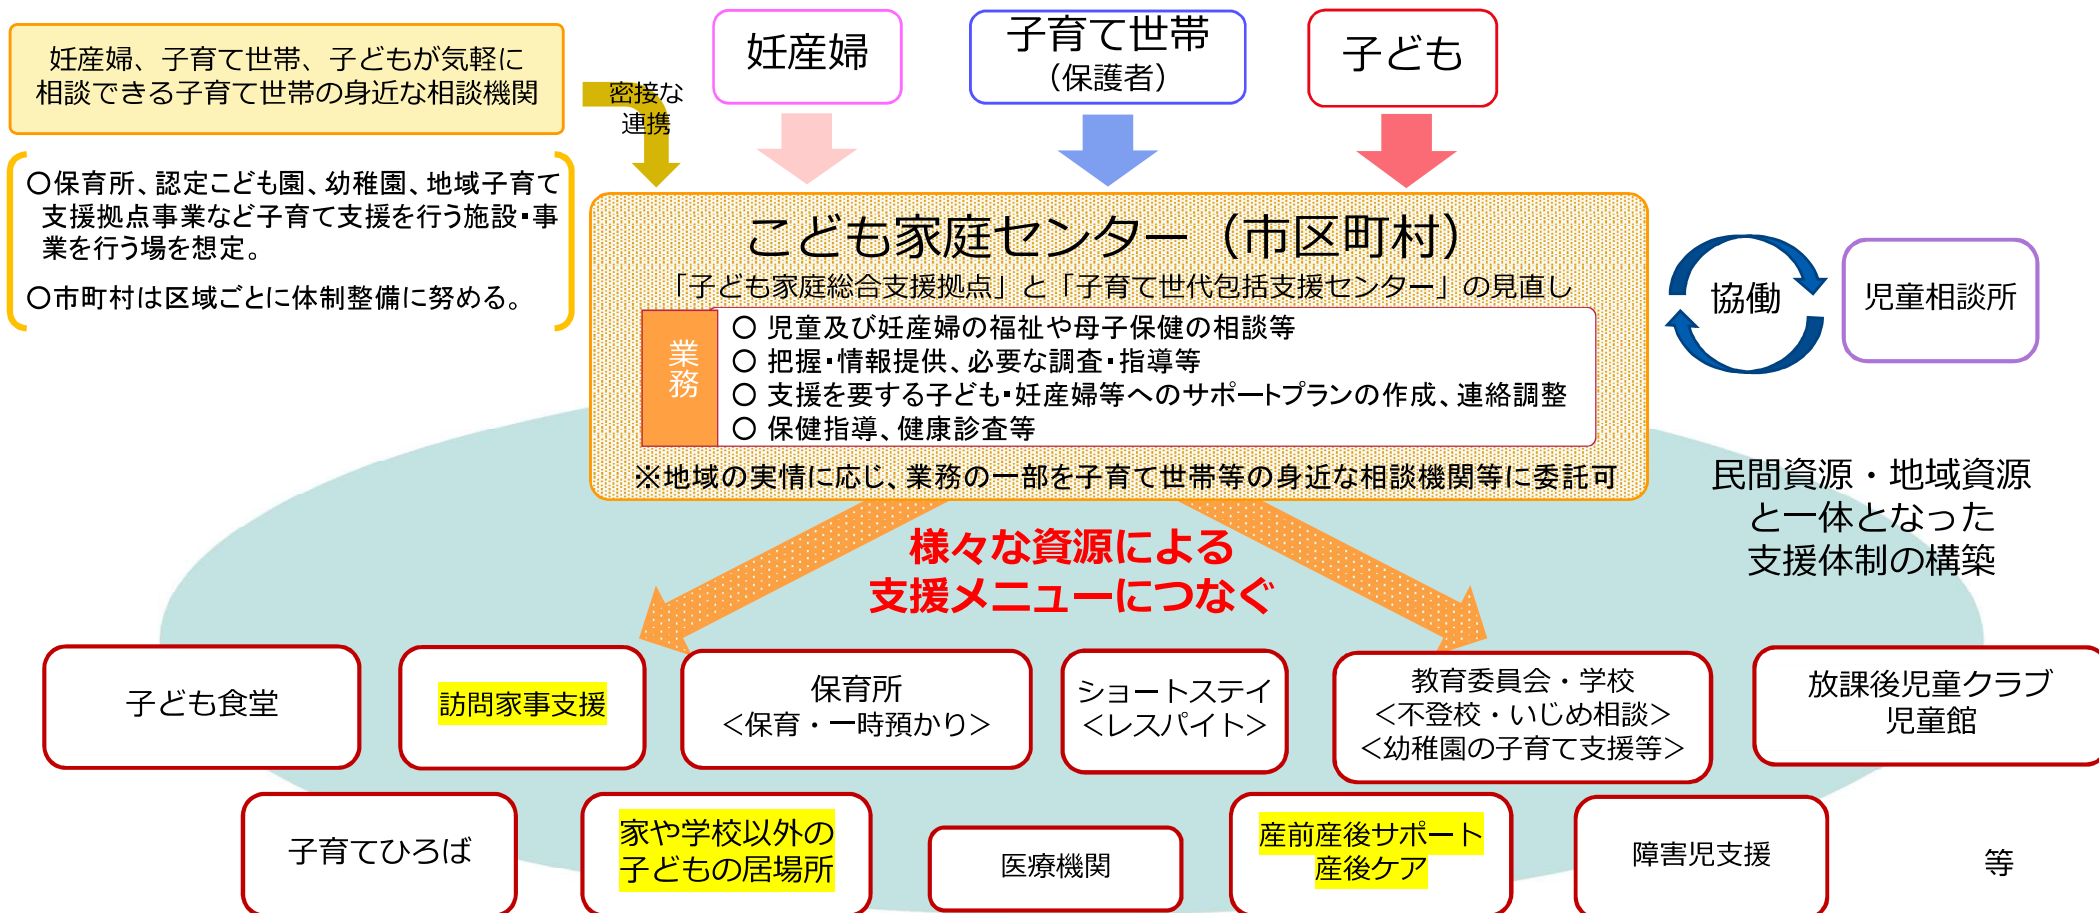 妊産婦、子育て世帯、子どもが気軽に
相談できる子育て世帯の身近な相談機関
密接な
連携
妊産婦
子育て世帯
（保護者）
子ども
○保育所、認定こども園、幼稚園、地域子育て
支援拠点事業など子育て支援を行う施設・事
業を行う場を想定。
○市町村は区域ごとに体制整備に努める。
こども家庭センター（市区町村）
「子ども家庭総合支援拠点」と「子育て世代包括支援センター」の見直し
業務
○ 児童及び妊産婦の福祉や母子保健の相談等
○ 把握・情報提供、必要な調査・指導等
○ 支援を要する子ども・妊産婦等へのサポートプランの作成、連絡調整
○ 保健指導、健康診査等
※地域の実情に応じ、業務の一部を子育て世帯等の身近な相談機関等に委託可
協働
児童相談所
民間資源・地域資源
と一体となった
支援体制の構築
様々な資源による
支援メニューにつなぐ
子ども食堂
訪問家事支援
保育所
＜保育・一時預かり＞
ショートステイ
＜レスパイト＞
教育委員会・学校
＜不登校・いじめ相談＞
＜幼稚園の子育て支援等＞
放課後児童クラブ
児童館
子育てひろば
家や学校以外の
子どもの居場所
医療機関
産前産後サポート
産後ケア
障害児支援
等